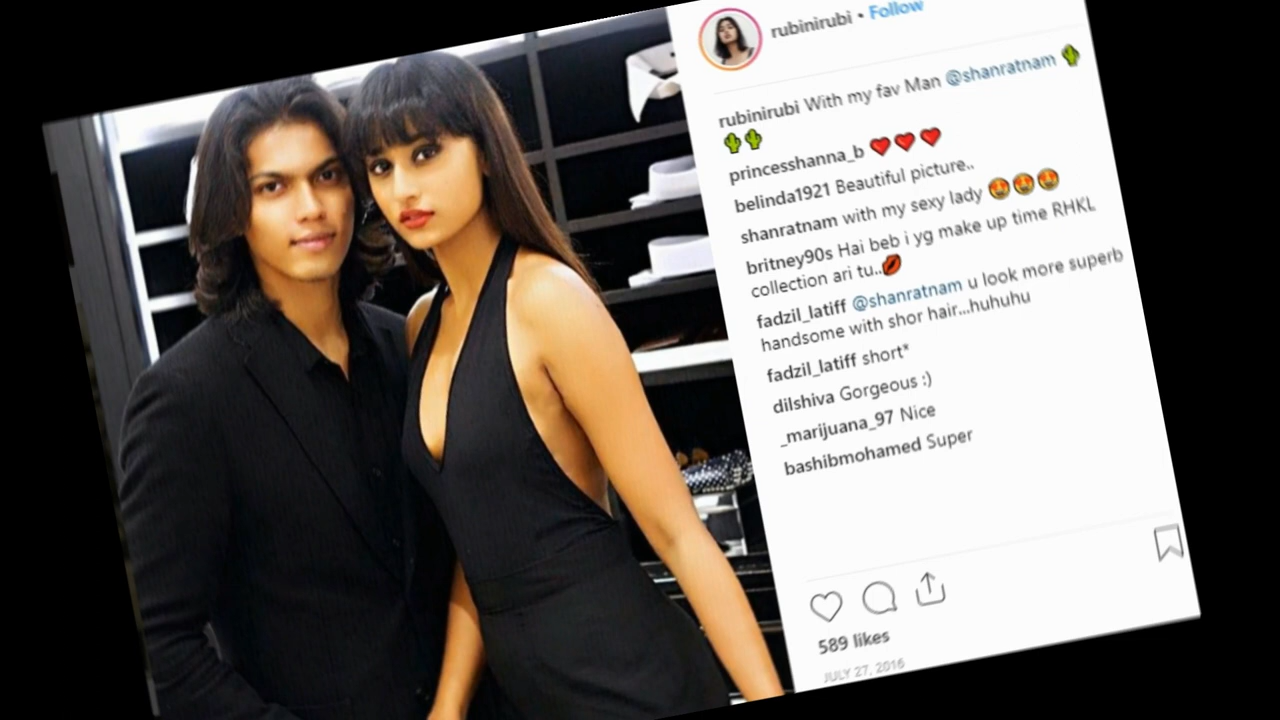 rubinirubi • Follow
rubinirubi With my fav Man @shanratnam 🌵
🌵🌵
princesshanna_b ❤️❤️❤️
belinda1921 Beautiful picture..
shanratnam with my sexy lady 😍😍😍
britney90s Hai beb i yg make up time RHKL
collection ari tu..💋
fadzil_latiff @shanratnam u look more superb
handsome with shor hair...huhuhu
fadzil_latiff short*
dilshiva Gorgeous :)
_marijuana_97 Nice
bashibmohamed Super
589 likes
JULY 27, 2016